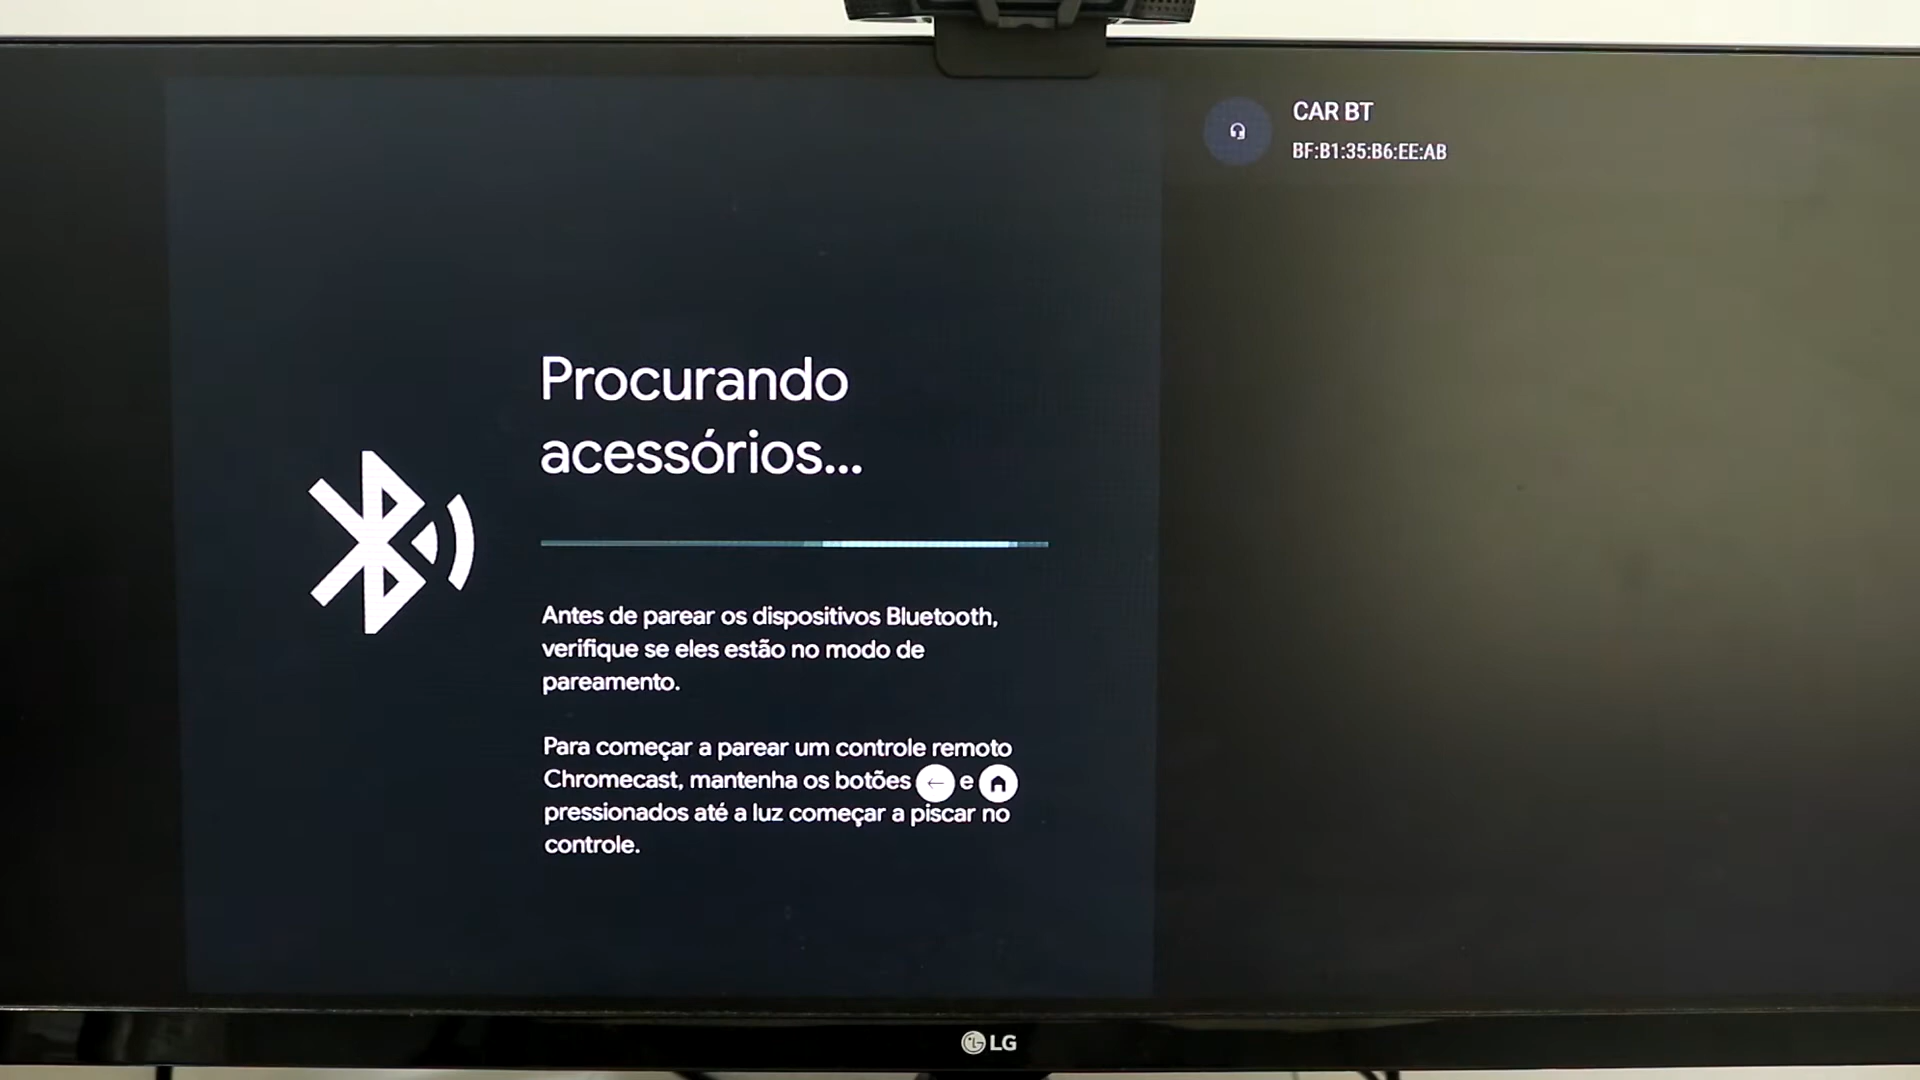 CAR BT
BF:B1:35:B6:EE:AB
Procurando
acessórios...
Antes de parear os dispositivos Bluetooth,
verifique se eles estão no modo de
pareamento.
Para começar a parear um controle remoto
Chromecast, mantenha os botões e
pressionados até a luz começar a piscar no
controle.
LG